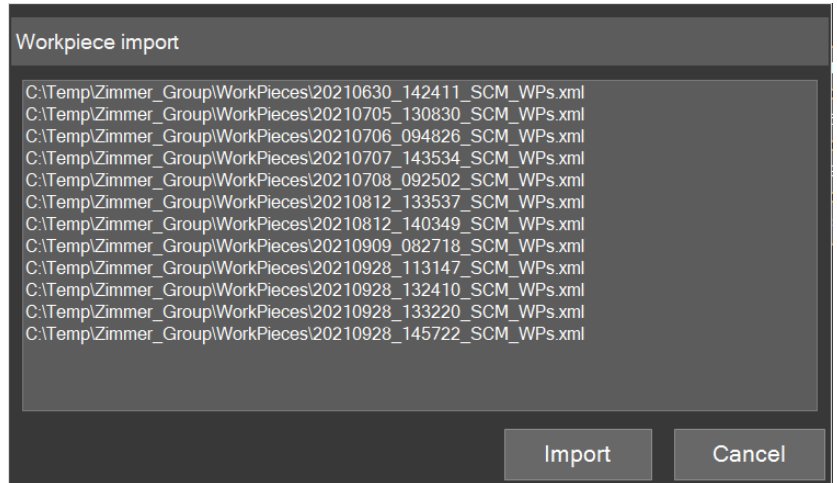 Workpiece import
C:\Temp\Zimmer_Group\WorkPieces\20210630_142411_SCM_WPs.xml
C:\Temp\Zimmer_Group\WorkPieces\20210705_130830_SCM_WPs.xml
C:\Temp\Zimmer_Group\WorkPieces\20210706_094826_SCM_WPs.xml
C:\Temp\Zimmer_Group\WorkPieces\20210707_143534_SCM_WPs.xml
C:\Temp\Zimmer_Group\WorkPieces\20210708_092502_SCM_WPs.xml
C:\Temp\Zimmer_Group\WorkPieces\20210812_133537_SCM_WPs.xml
C:\Temp\Zimmer_Group\WorkPieces\20210812_140349_SCM_WPs.xml
C:\Temp\Zimmer_Group\WorkPieces\20210909_082718_SCM_WPs.xml
C:\Temp\Zimmer_Group\WorkPieces\20210928_113147_SCM_WPs.xml
C:\Temp\Zimmer_Group\WorkPieces\20210928_132410_SCM_WPs.xml
C:\Temp\Zimmer_Group\WorkPieces\20210928_133220_SCM_WPs.xml
C:\Temp\Zimmer_Group\WorkPieces\20210928_145722_SCM_WPs.xml
Import Cancel